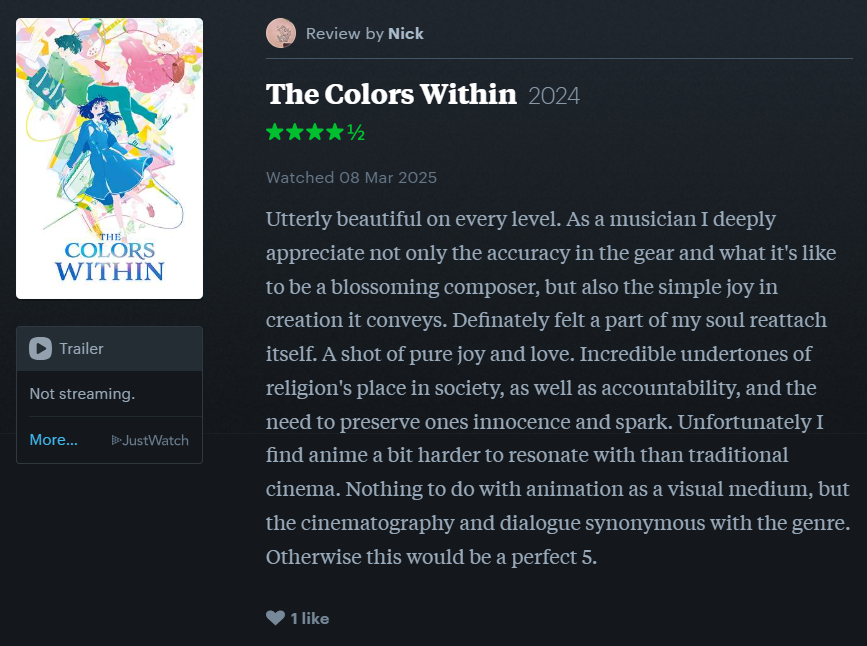 Review by Nick
The Colors Within 2024
★★★★½
Watched 08 Mar 2025
Utterly beautiful on every level. As a musician I deeply
appreciate not only the accuracy in the gear and what it's like
to be a blossoming composer, but also the simple joy in
creation it conveys. Definately felt a part of my soul reattach
itself. A shot of pure joy and love. Incredible undertones of
religion's place in society, as well as accountability, and the
need to preserve ones innocence and spark. Unfortunately I
find anime a bit harder to resonate with than traditional
cinema. Nothing to do with animation as a visual medium, but
the cinematography and dialogue synonymous with the genre.
Otherwise this would be a perfect 5.
1 like
THE
COLORS
WITHIN
Trailer
Not streaming.
More...
JustWatch